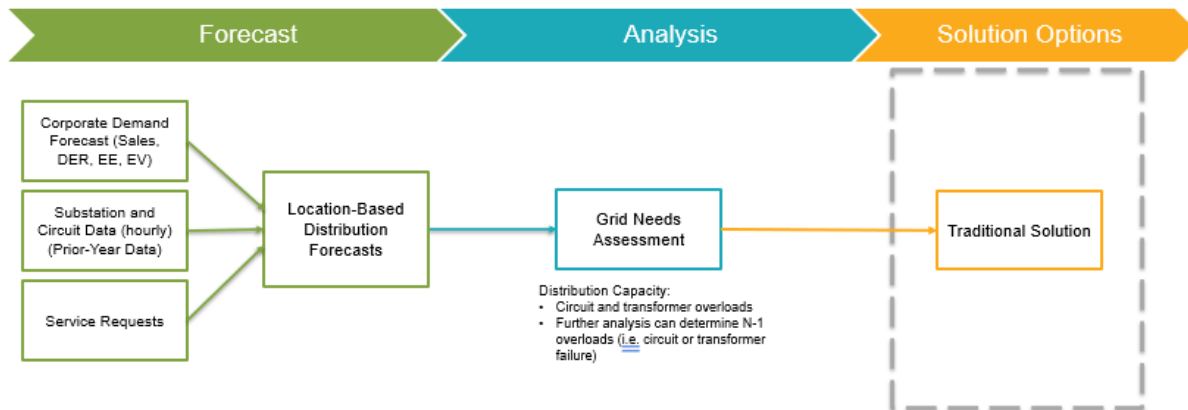 Forecast
Analysis
Solution Options
Corporate Demand
Forecast (Sales,
DER, EE, EV)
Substation and
Circuit Data (hourly)
(Prior-Year Data)
Service Requests
Location-Based
Distribution
Forecasts
Grid Needs
Assessment
Distribution Capacity:
• Circuit and transformer overloads
• Further analysis can determine N-1
overloads (i.e. circuit or transformer
failure)
Traditional Solution